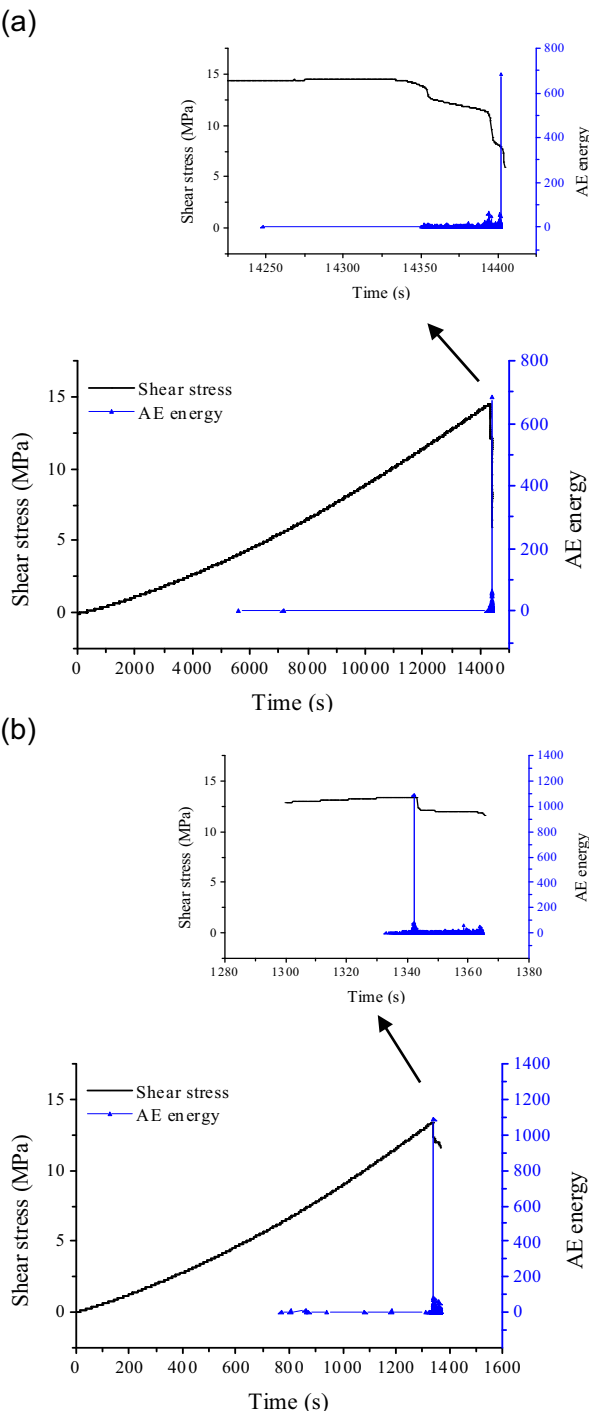 (a)
800
15
600
10
400
5
200
0
0
14250 14300 14350 14400
Shear stress (MPa)
AE energy
Time (s)
800
15
600
10
400
5
200
0
0
Shear stress
AE energy
0 2000 4000 6000 8000 10000 12000 14000
Shear stress (MPa)
AE energy
Time (s)
(b)
1400
15
1200
1000
10
800
600
5
400
200
0
0
1280 1300 1320 1340 1360 1380
Shear stress (MPa)
AE energy
Time (s)
1400
15
1200
1000
10
800
600
5
400
200
0
0
Shear stress
AE energy
0 200 400 600 800 1000 1200 1400 1600
Shear stress (MPa)
AE energy
Time (s)